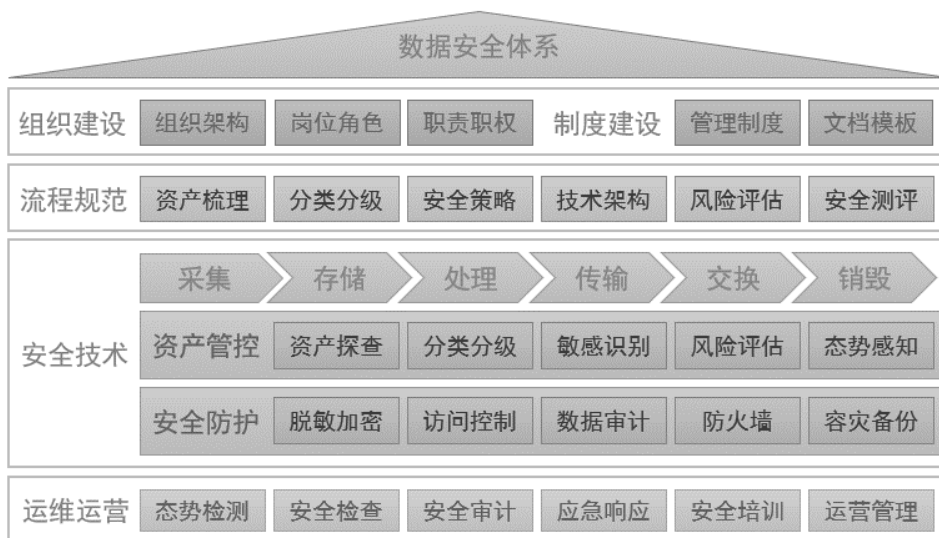 数据安全体系
组织建设 组织架构 岗位角色 职责职权 制度建设 管理制度 文档模板
流程规范 资产梳理 分类分级 安全策略 技术架构 风险评估 安全测评
采集 存储 处理 传输 交换 销毁
安全技术
资产管控 资产探查 分类分级 敏感识别 风险评估 态势感知
安全防护 脱敏加密 访问控制 数据审计 防火墙 容灾备份
运维运营 态势检测 安全检查 安全审计 应急响应 安全培训 运营管理